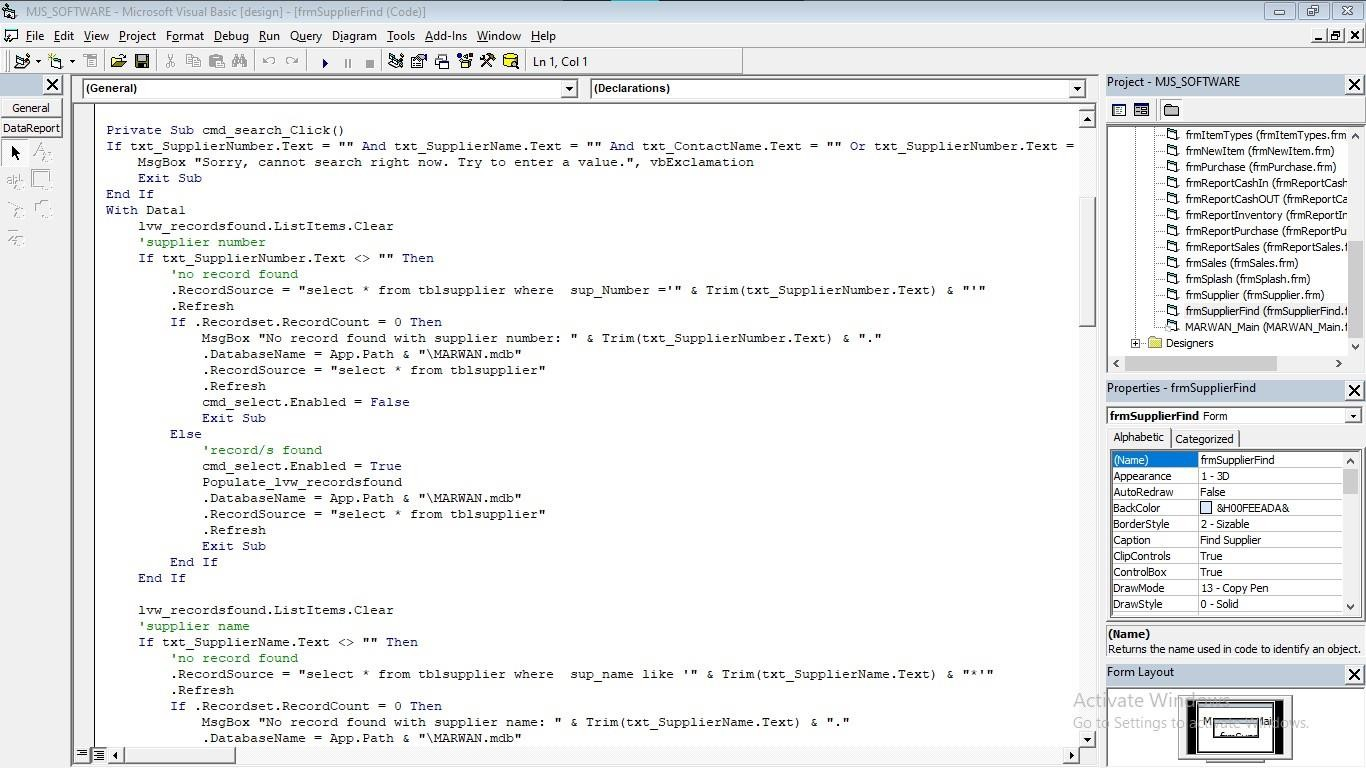 MJS_SOFTWARE - Microsoft Visual Basic [design] - [frmSupplierFind (Code)]
File Edit View Project Format Debug Run Query Diagram Tools Add-Ins Window Help
Ln 1, Col 1
General
DataReport
(General) (Declarations)
Private Sub cmd_search_Click()
If txt_SupplierNumber.Text = "" And txt_SupplierName.Text = "" And txt_ContactName.Text = "" Or txt_SupplierNumber.Text =
MsgBox "Sorry, cannot search right now. Try to enter a value.", vbExclamation
Exit Sub
End If
With Data1
lvw_recordsfound.ListItems.Clear
'supplier number
If txt_SupplierNumber.Text <> "" Then
'no record found
.RecordSource = "select * from tblsupplier where  sup_Number ='" & Trim(txt_SupplierNumber.Text) & "'"
.Refresh
If .Recordset.RecordCount = 0 Then
MsgBox "No record found with supplier number: " & Trim(txt_SupplierNumber.Text) & "."
.DatabaseName = App.Path & "\MARWAN.mdb"
.RecordSource = "select * from tblsupplier"
.Refresh
cmd_select.Enabled = False
Exit Sub
Else
'record/s found
cmd_select.Enabled = True
Populate_lvw_recordsfound
.DatabaseName = App.Path & "\MARWAN.mdb"
.RecordSource = "select * from tblsupplier"
.Refresh
Exit Sub
End If
End If
lvw_recordsfound.ListItems.Clear
'supplier name
If txt_SupplierName.Text <> "" Then
'no record found
.RecordSource = "select * from tblsupplier where  sup_name like '" & Trim(txt_SupplierName.Text) & "*'"
.Refresh
If .Recordset.RecordCount = 0 Then
MsgBox "No record found with supplier name: " & Trim(txt_SupplierName.Text) & "."
.DatabaseName = App.Path & "\MARWAN.mdb"
Project - MJS_SOFTWARE
frmItemTypes (frmItemTypes.frm
frmNewItem (frmNewItem.frm)
frmPurchase (frmPurchase.frm)
frmReportCashIn (frmReportCash
frmReportCashOUT (frmReportCa
frmReportInventory (frmReportIn
frmReportPurchase (frmReportPu
frmReportSales (frmReportSales.f
frmSales (frmSales.frm)
frmSplash (frmSplash.frm)
frmSupplier (frmSupplier.frm)
frmSupplierFind (frmSupplierFind.f
MARWAN_Main (MARWAN_Main.f
Designers
Properties - frmSupplierFind
frmSupplierFind Form
Alphabetic Categorized
(Name) frmSupplierFind
Appearance 1 - 3D
AutoRedraw False
BackColor &H00FEEADA&
BorderStyle 2 - Sizable
Caption Find Supplier
ClipControls True
ControlBox True
DrawMode 13 - Copy Pen
DrawStyle 0 - Solid
(Name)
Returns the name used in code to identify an object.
Form Layout
Activate Windows
Go to Settings to activate Windows.